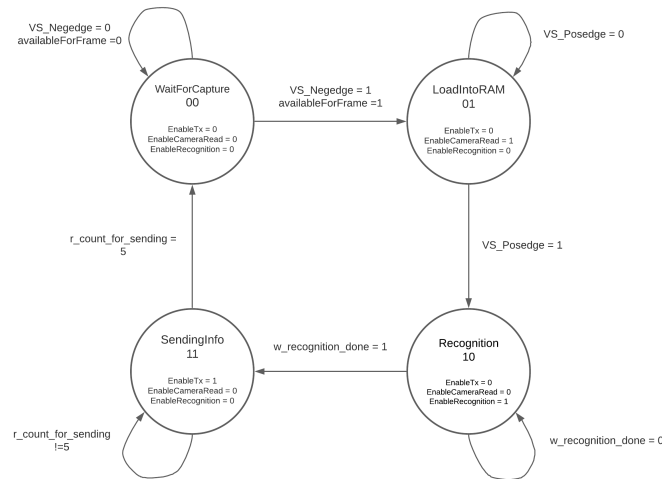 VS_Negedge = 0
availableForFrame =0
WaitForCapture
00
EnableTx = 0
EnableCameraRead = 0
EnableRecognition = 0
VS_Negedge = 1
availableForFrame =1
LoadIntoRAM
01
EnableTx = 0
EnableCameraRead = 1
EnableRecognition = 0
VS_Posedge = 0
r_count_for_sending =
5
VS_Posedge = 1
SendingInfo
11
EnableTx = 1
EnableCameraRead = 0
EnableRecognition = 0
w_recognition_done = 1
Recognition
10
EnableTx = 0
EnableCameraRead = 0
EnableRecognition = 1
r_count_for_sending
!=5
w_recognition_done = 0